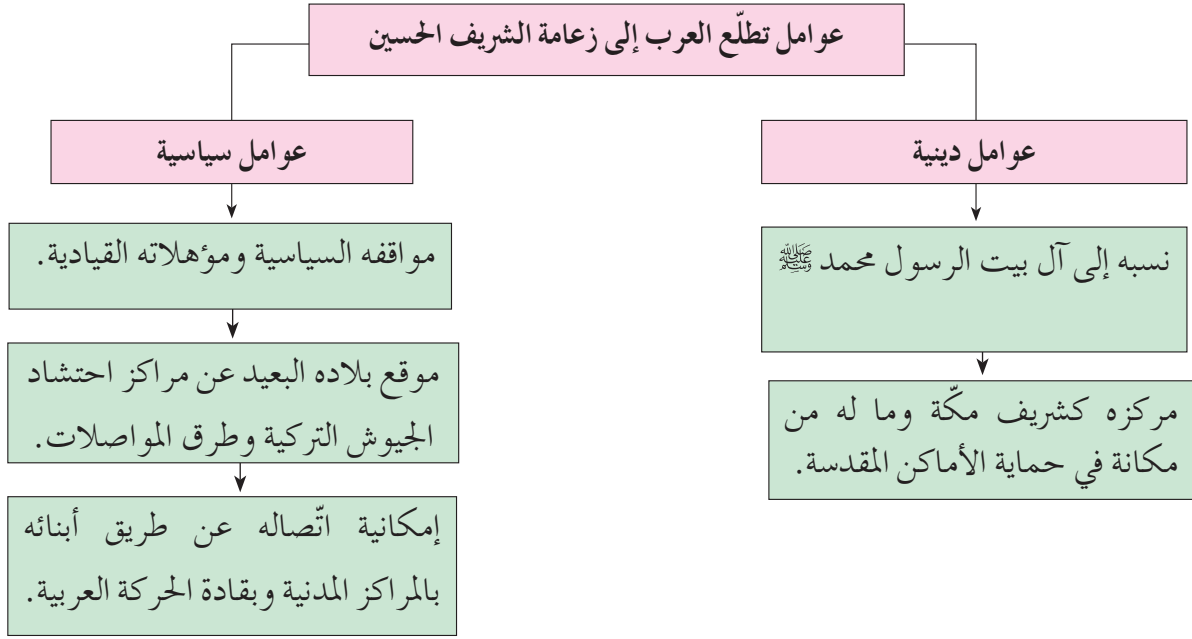 عوامل تطلّع العرب إلى زعامة الشريف الحسين
عوامل دينية
نسبه إلى آل بيت الرسول محمد ﷺ
مركزه كشريف مكّة وما له من
مكانة في حماية الأماكن المقدسة.
عوامل سياسية
مواقفه السياسية ومؤهلاته القيادية.
موقع بلاده البعيد عن مراكز احتشاد
الجيوش التركية وطرق المواصلات.
إمكانية اتّصاله عن طريق أبنائه
بالمراكز المدنية وبقادة الحركة العربية.